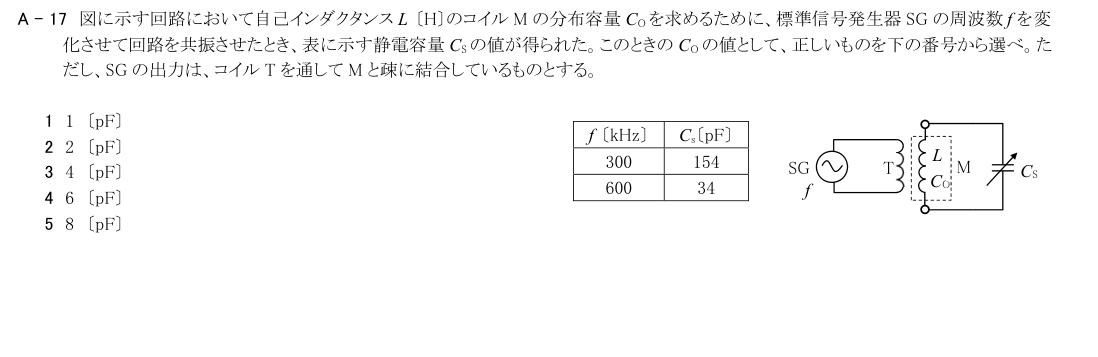 A－17 図に示す回路において自己インダクタンス L〔H〕のコイル M の分布容量 COを求めるために、標準信号発生器 SG の周波数 f を変
化させて回路を共振させたとき、表に示す静電容量 CSの値が得られた。このときの COの値として、正しいものを下の番号から選べ。た
だし、SG の出力は、コイル T を通して M と疎に結合しているものとする。
1 1 〔pF〕
2 2 〔pF〕
3 4 〔pF〕
4 6 〔pF〕
5 8 〔pF〕
f〔kHz〕 Cs〔pF〕
300 154
600 34
SG
f
T
L
CO
M
CS